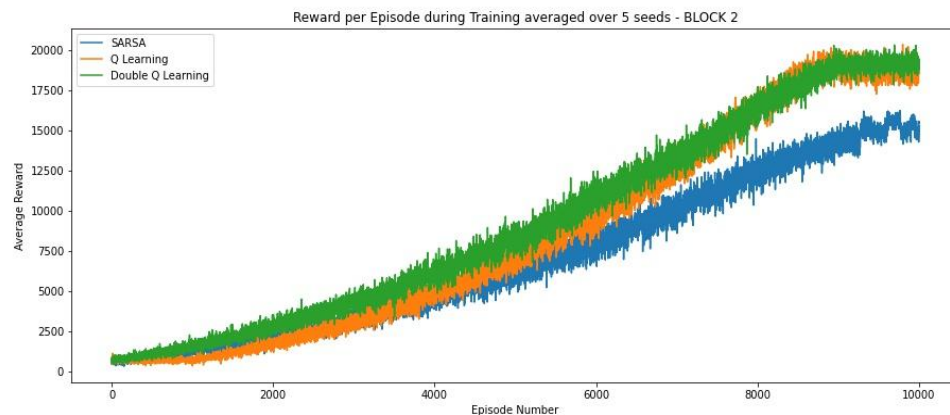 Reward per Episode during Training averaged over 5 seeds - BLOCK 2
SARSA
Q Learning
Double Q Learning
20000
17500
15000
12500
10000
7500
5000
2500
0
Average Reward
0 2000 4000 6000 8000 10000
Episode Number